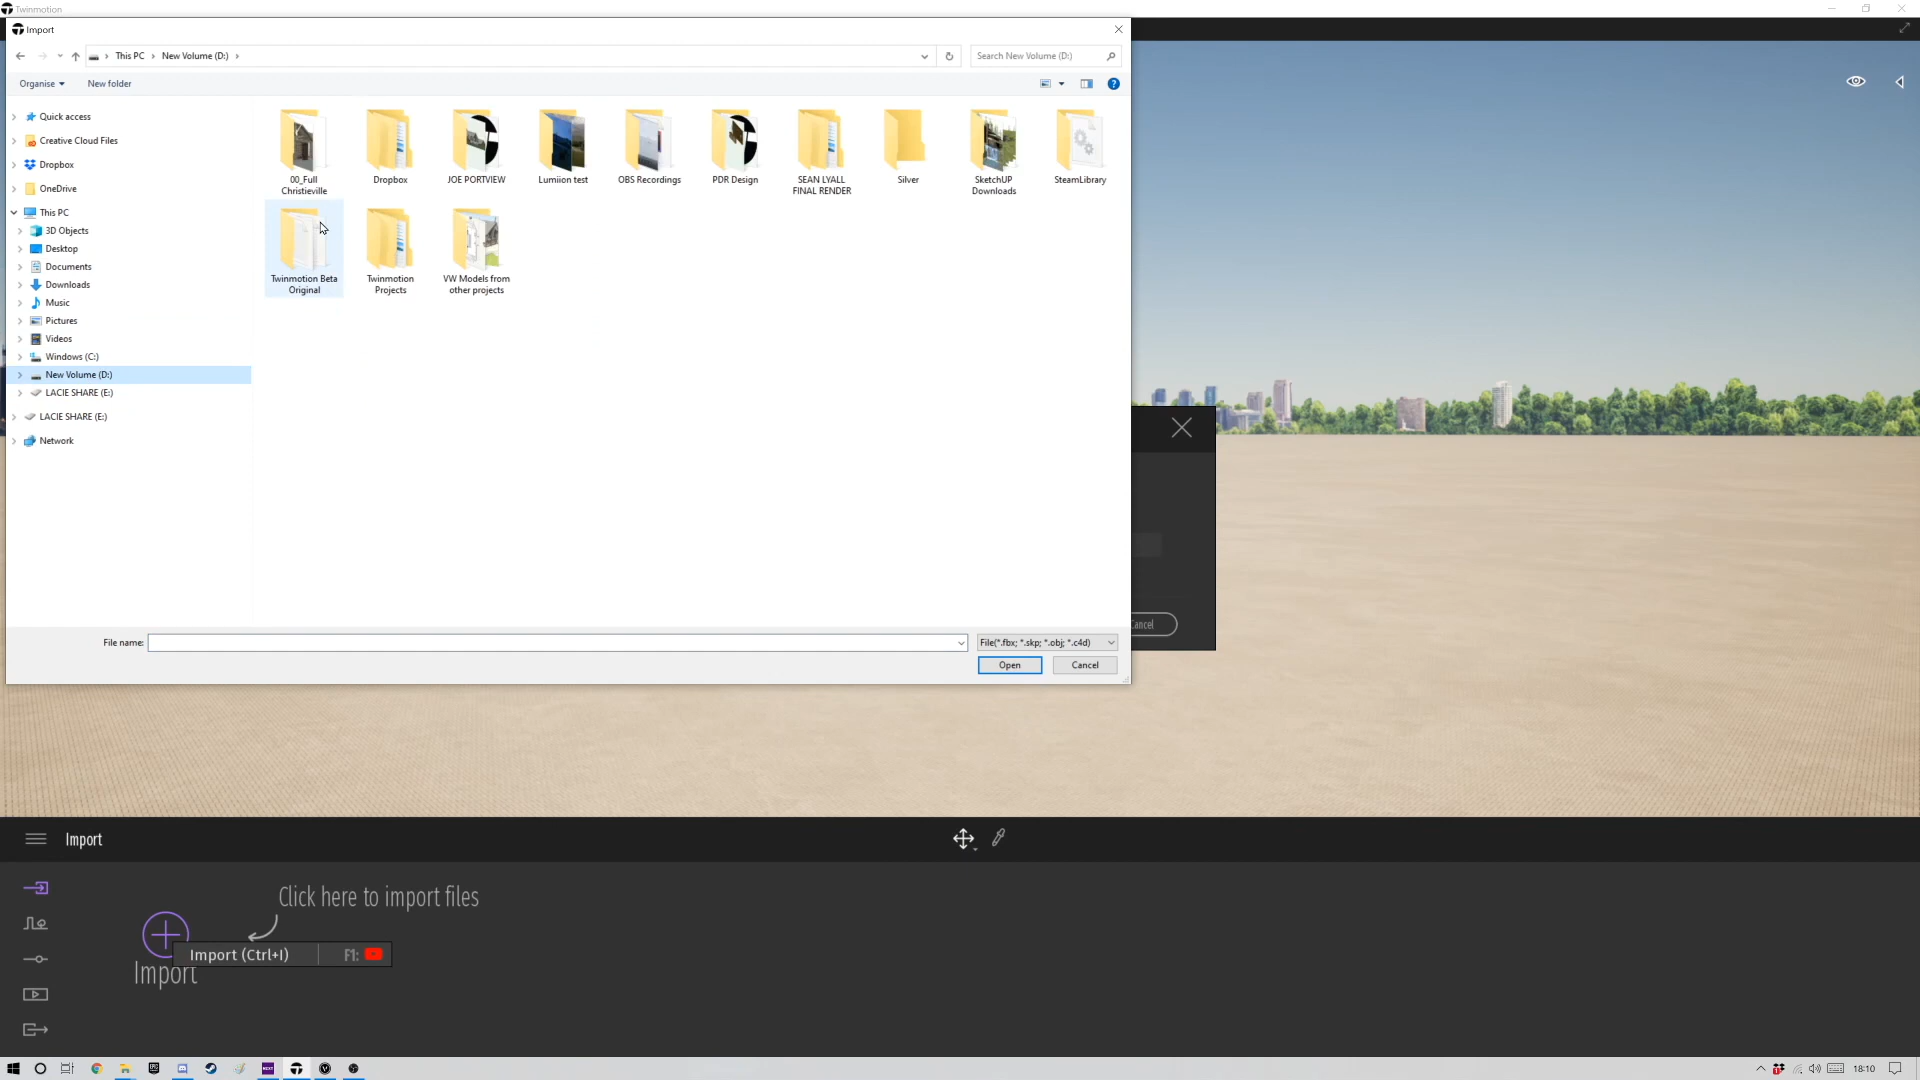 Twinmotion
Import
This PC > New Volume (D:) >
Search New Volume (D:)
Organise
New folder
Quick access
Creative Cloud Files
Dropbox
OneDrive
This PC
3D Objects
Desktop
Documents
Downloads
Music
Pictures
Videos
Windows (C:)
New Volume (D:)
LACIE SHARE (E:)
LACIE SHARE (E:)
Network
00_Full
Christieville
Dropbox
JOE PORTVIEW
Lumiion test
OBS Recordings
PDR Design
SEAN LYALL
FINAL RENDER
Silver
SketchUP
Downloads
SteamLibrary
Twinmotion Beta
Original
Twinmotion
Projects
VW Models from
other projects
File name:
File(*.fbx; *.skp; *.obj; *.c4d)
Open
Cancel
Cancel
Import
Click here to import files
Import (Ctrl+I)
F1:
Import
18:10